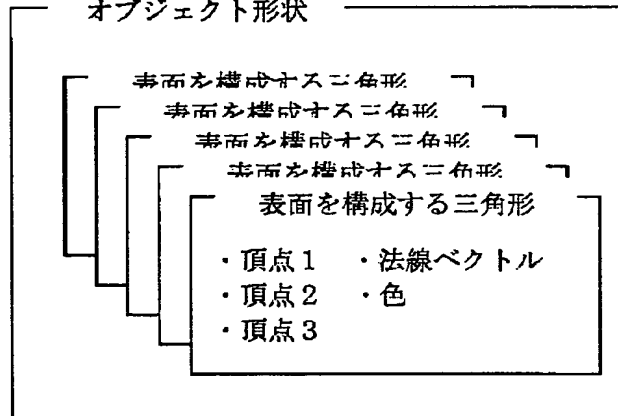 オブジェクト形状
表面を構成する三角形
表面を構成する三角形
表面を構成する三角形
表面を構成する三角形
表面を構成する三角形
・頂点1 ・法線ベクトル
・頂点2 ・色
・頂点3